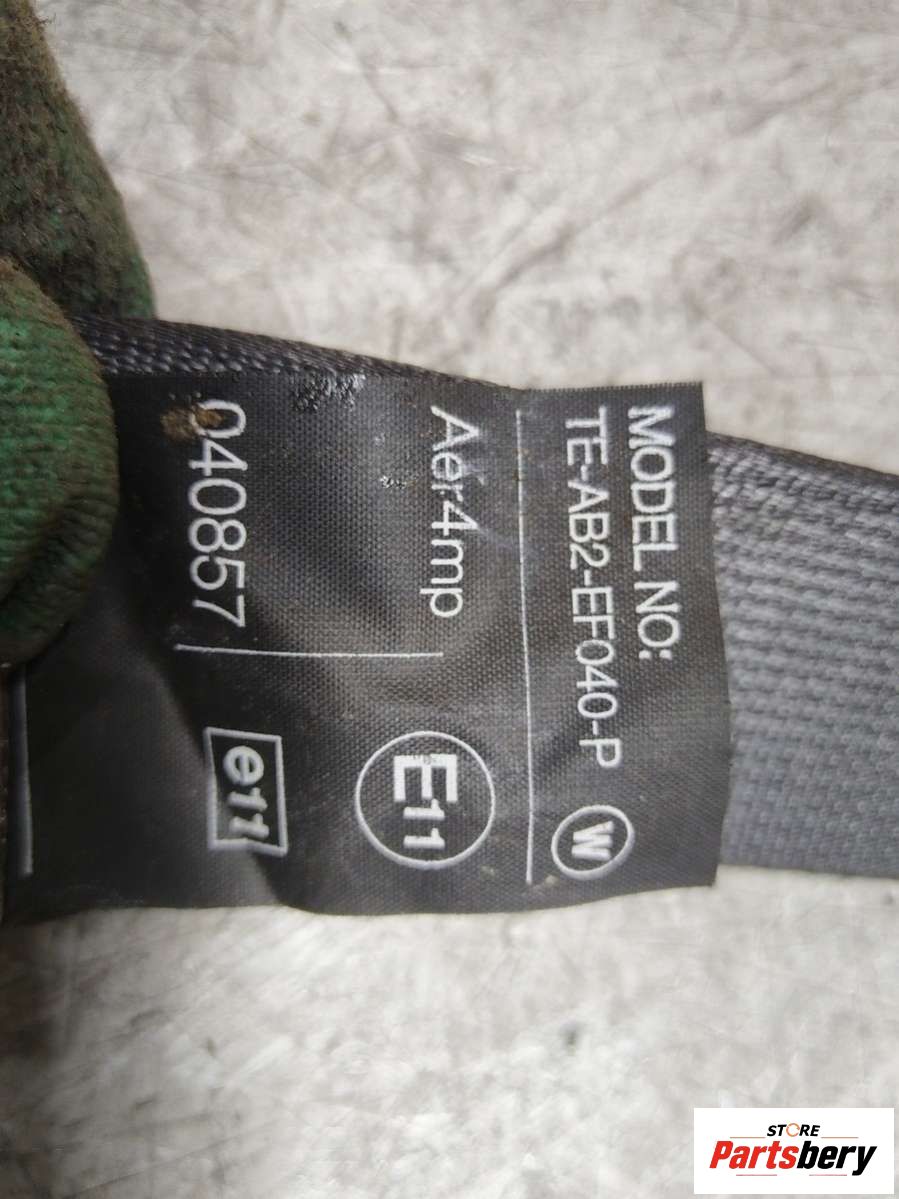 MODEL NO:
TE-AB2-EF040-P
W
Aer4mp
E11
040857
e11
STORE
Partsbery